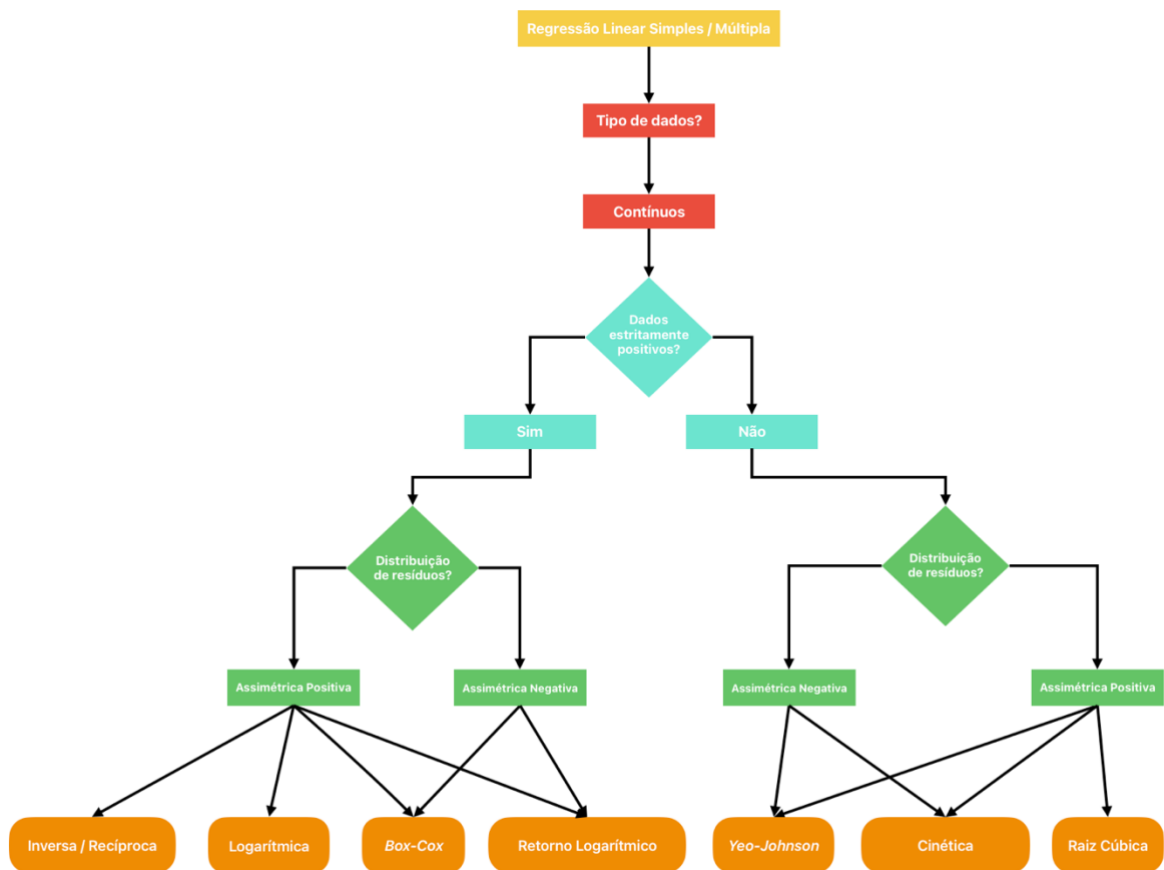 Regressão Linear Simples / Múltipla
Tipo de dados?
Contínuos
Dados
estritamente
positivos?
Sim
Não
Distribuição
de resíduos?
Distribuição
de resíduos?
Assimétrica Positiva
Assimétrica Negativa
Assimétrica Negativa
Assimétrica Positiva
Inversa / Recíproca
Logarítmica
Box-Cox
Retorno Logarítmico
Yeo-Johnson
Cinética
Raiz Cúbica